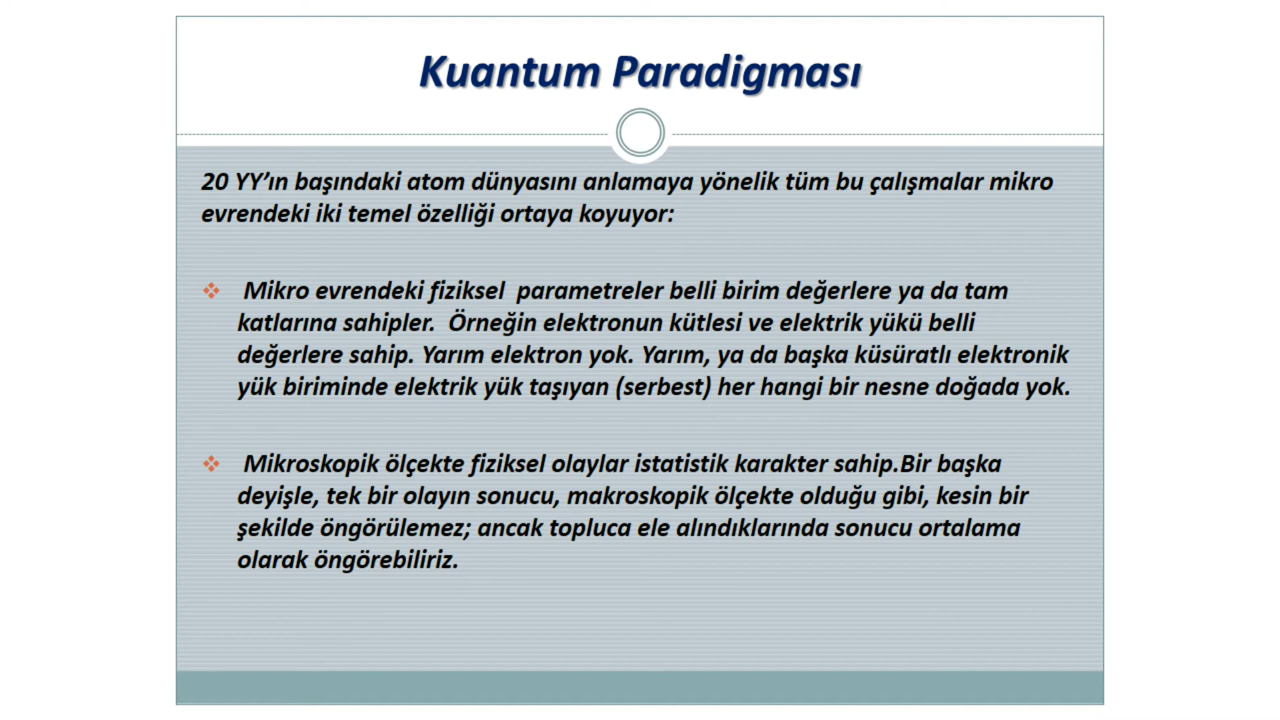 Kuantum Paradigması
20 YY’ın başındaki atom dünyasını anlamaya yönelik tüm bu çalışmalar mikro
evrendeki iki temel özelliği ortaya koyuyor:
Mikro evrendeki fiziksel parametreler belli birim değerlere ya da tam
katlarına sahipler. Örneğin elektronun kütlesi ve elektrik yükü belli
değerlere sahip. Yarım elektron yok. Yarım, ya da başka küsüratlı elektronik
yük biriminde elektrik yük taşıyan (serbest) her hangi bir nesne doğada yok.
Mikroskopik ölçekte fiziksel olaylar istatistik karakter sahip.Bir başka
deyişle, tek bir olayın sonucu, makroskopik ölçekte olduğu gibi, kesin bir
şekilde öngörülemez; ancak topluca ele alındıklarında sonucu ortalama
olarak öngörebiliriz.